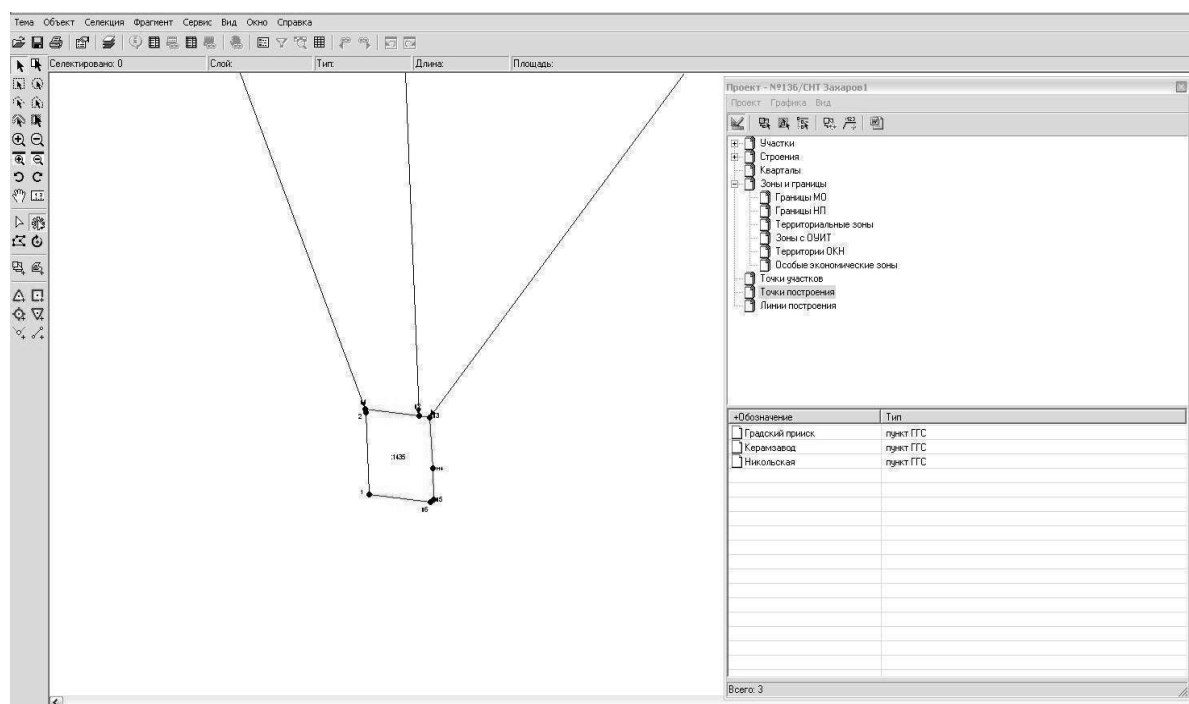 Тема Объект Селекция Фрагмент Сервис Вид Окно Справка
Селектировано: 0 Слой: Тип: Длина: Площадь:
Проект - №136/СНТ Захаров1
Проект Графика Вид
Участки
Строения
Кварталы
Зоны и границы
Границы МО
Границы НП
Территориальные зоны
Зоны с ОУИТ
Территории ОКН
Особые экономические зоны
Точки участков
Точки построения
Линии построения
2
:1435
1
+Обозначение Тип
Градский прииск пункт ГГС
Керамзавод пункт ГГС
Никольская пункт ГГС
Всего: 3